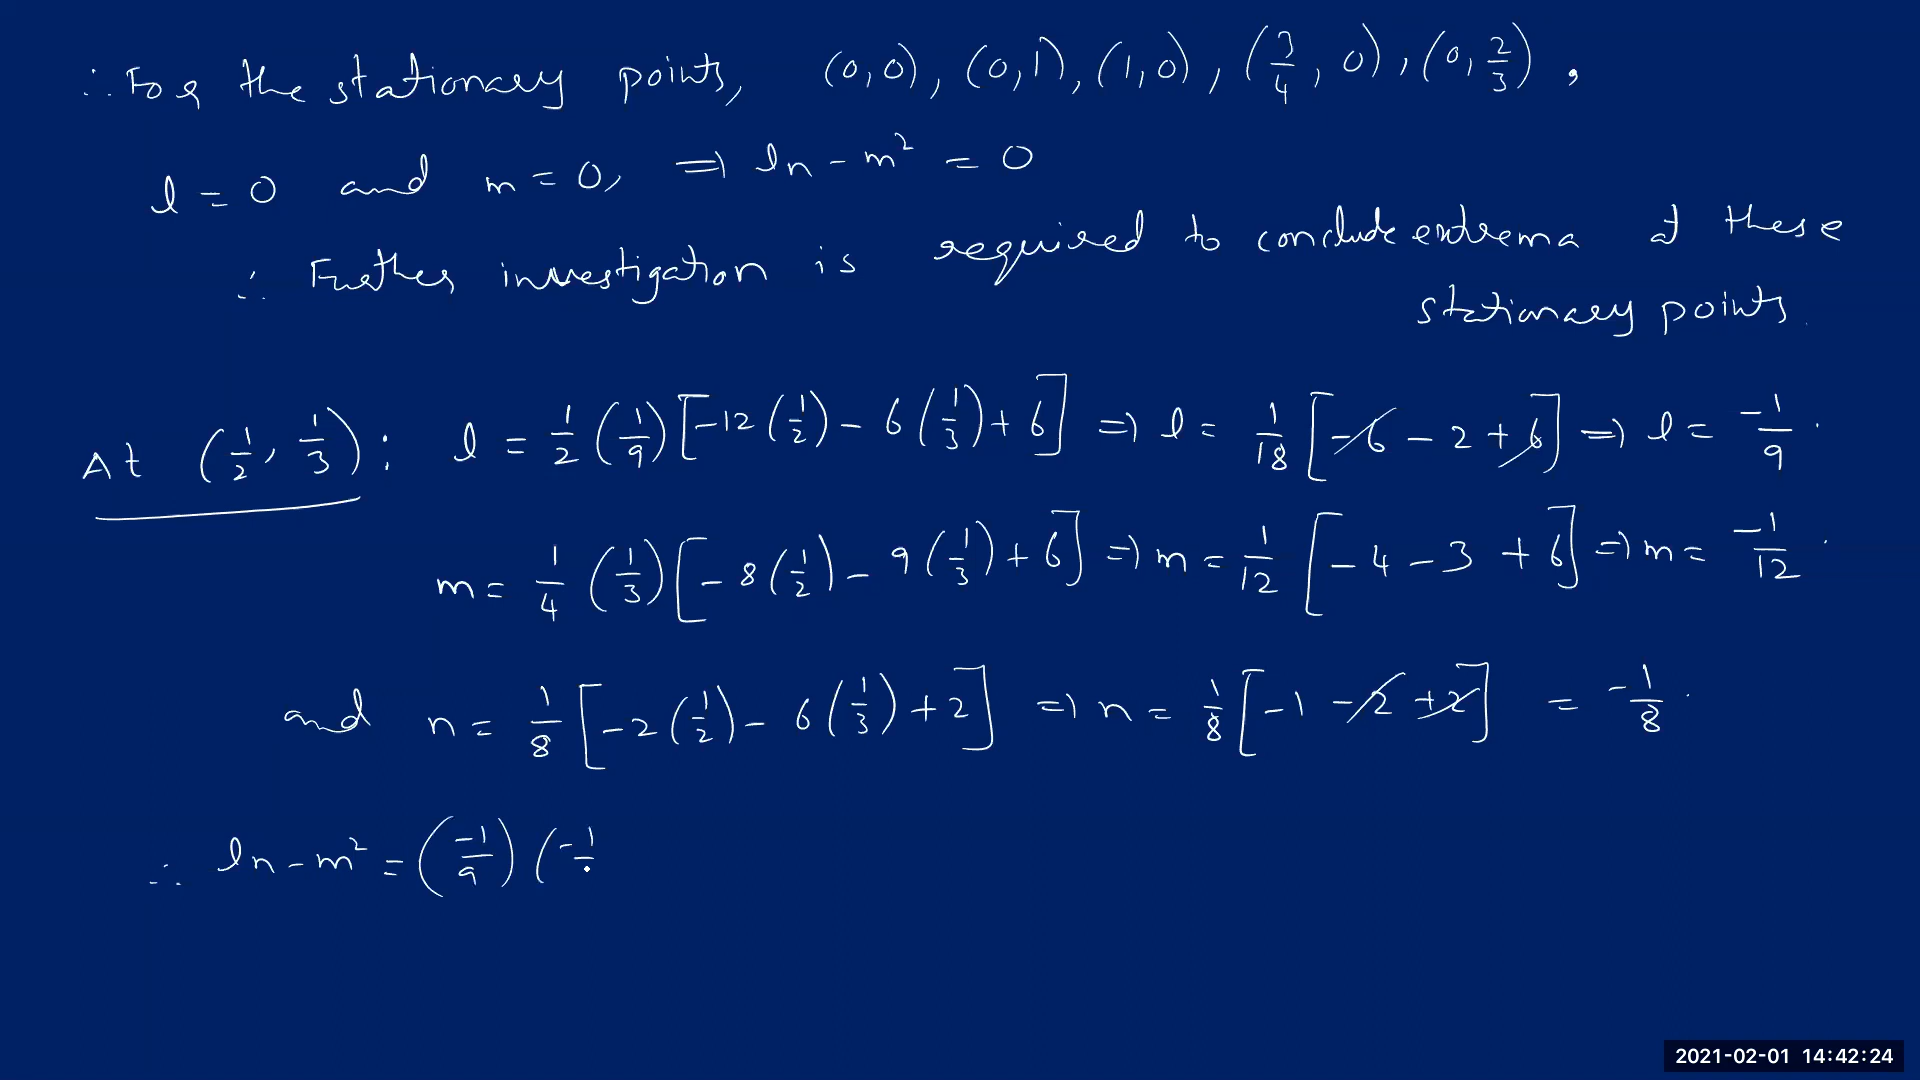 ∴ For the stationary points, (0,0), (0,1), (1,0), (3/4, 0), (0, 2/3),
l = 0 and m = 0, ⇒ ln - m² = 0
∴ Further investigation is required to conclude extrema at these
stationary points.
At (1/2, 1/3): l = 1/2 (1/9) [-12 (1/2) - 6 (1/3) + 6] ⇒ l = 1/18 [-6 - 2 + 6] ⇒ l = -1/9.
m = 1/4 (1/3) [-8 (1/2) - 9 (1/3) + 6] ⇒ m = 1/12 [-4 - 3 + 6] ⇒ m = -1/12.
and n = 1/8 [-2 (1/2) - 6 (1/3) + 2] ⇒ n = 1/8 [-1 - 2 + 2] = -1/8.
∴ ln - m² = (-1/9) (-1/
2021-02-01 14:42:24